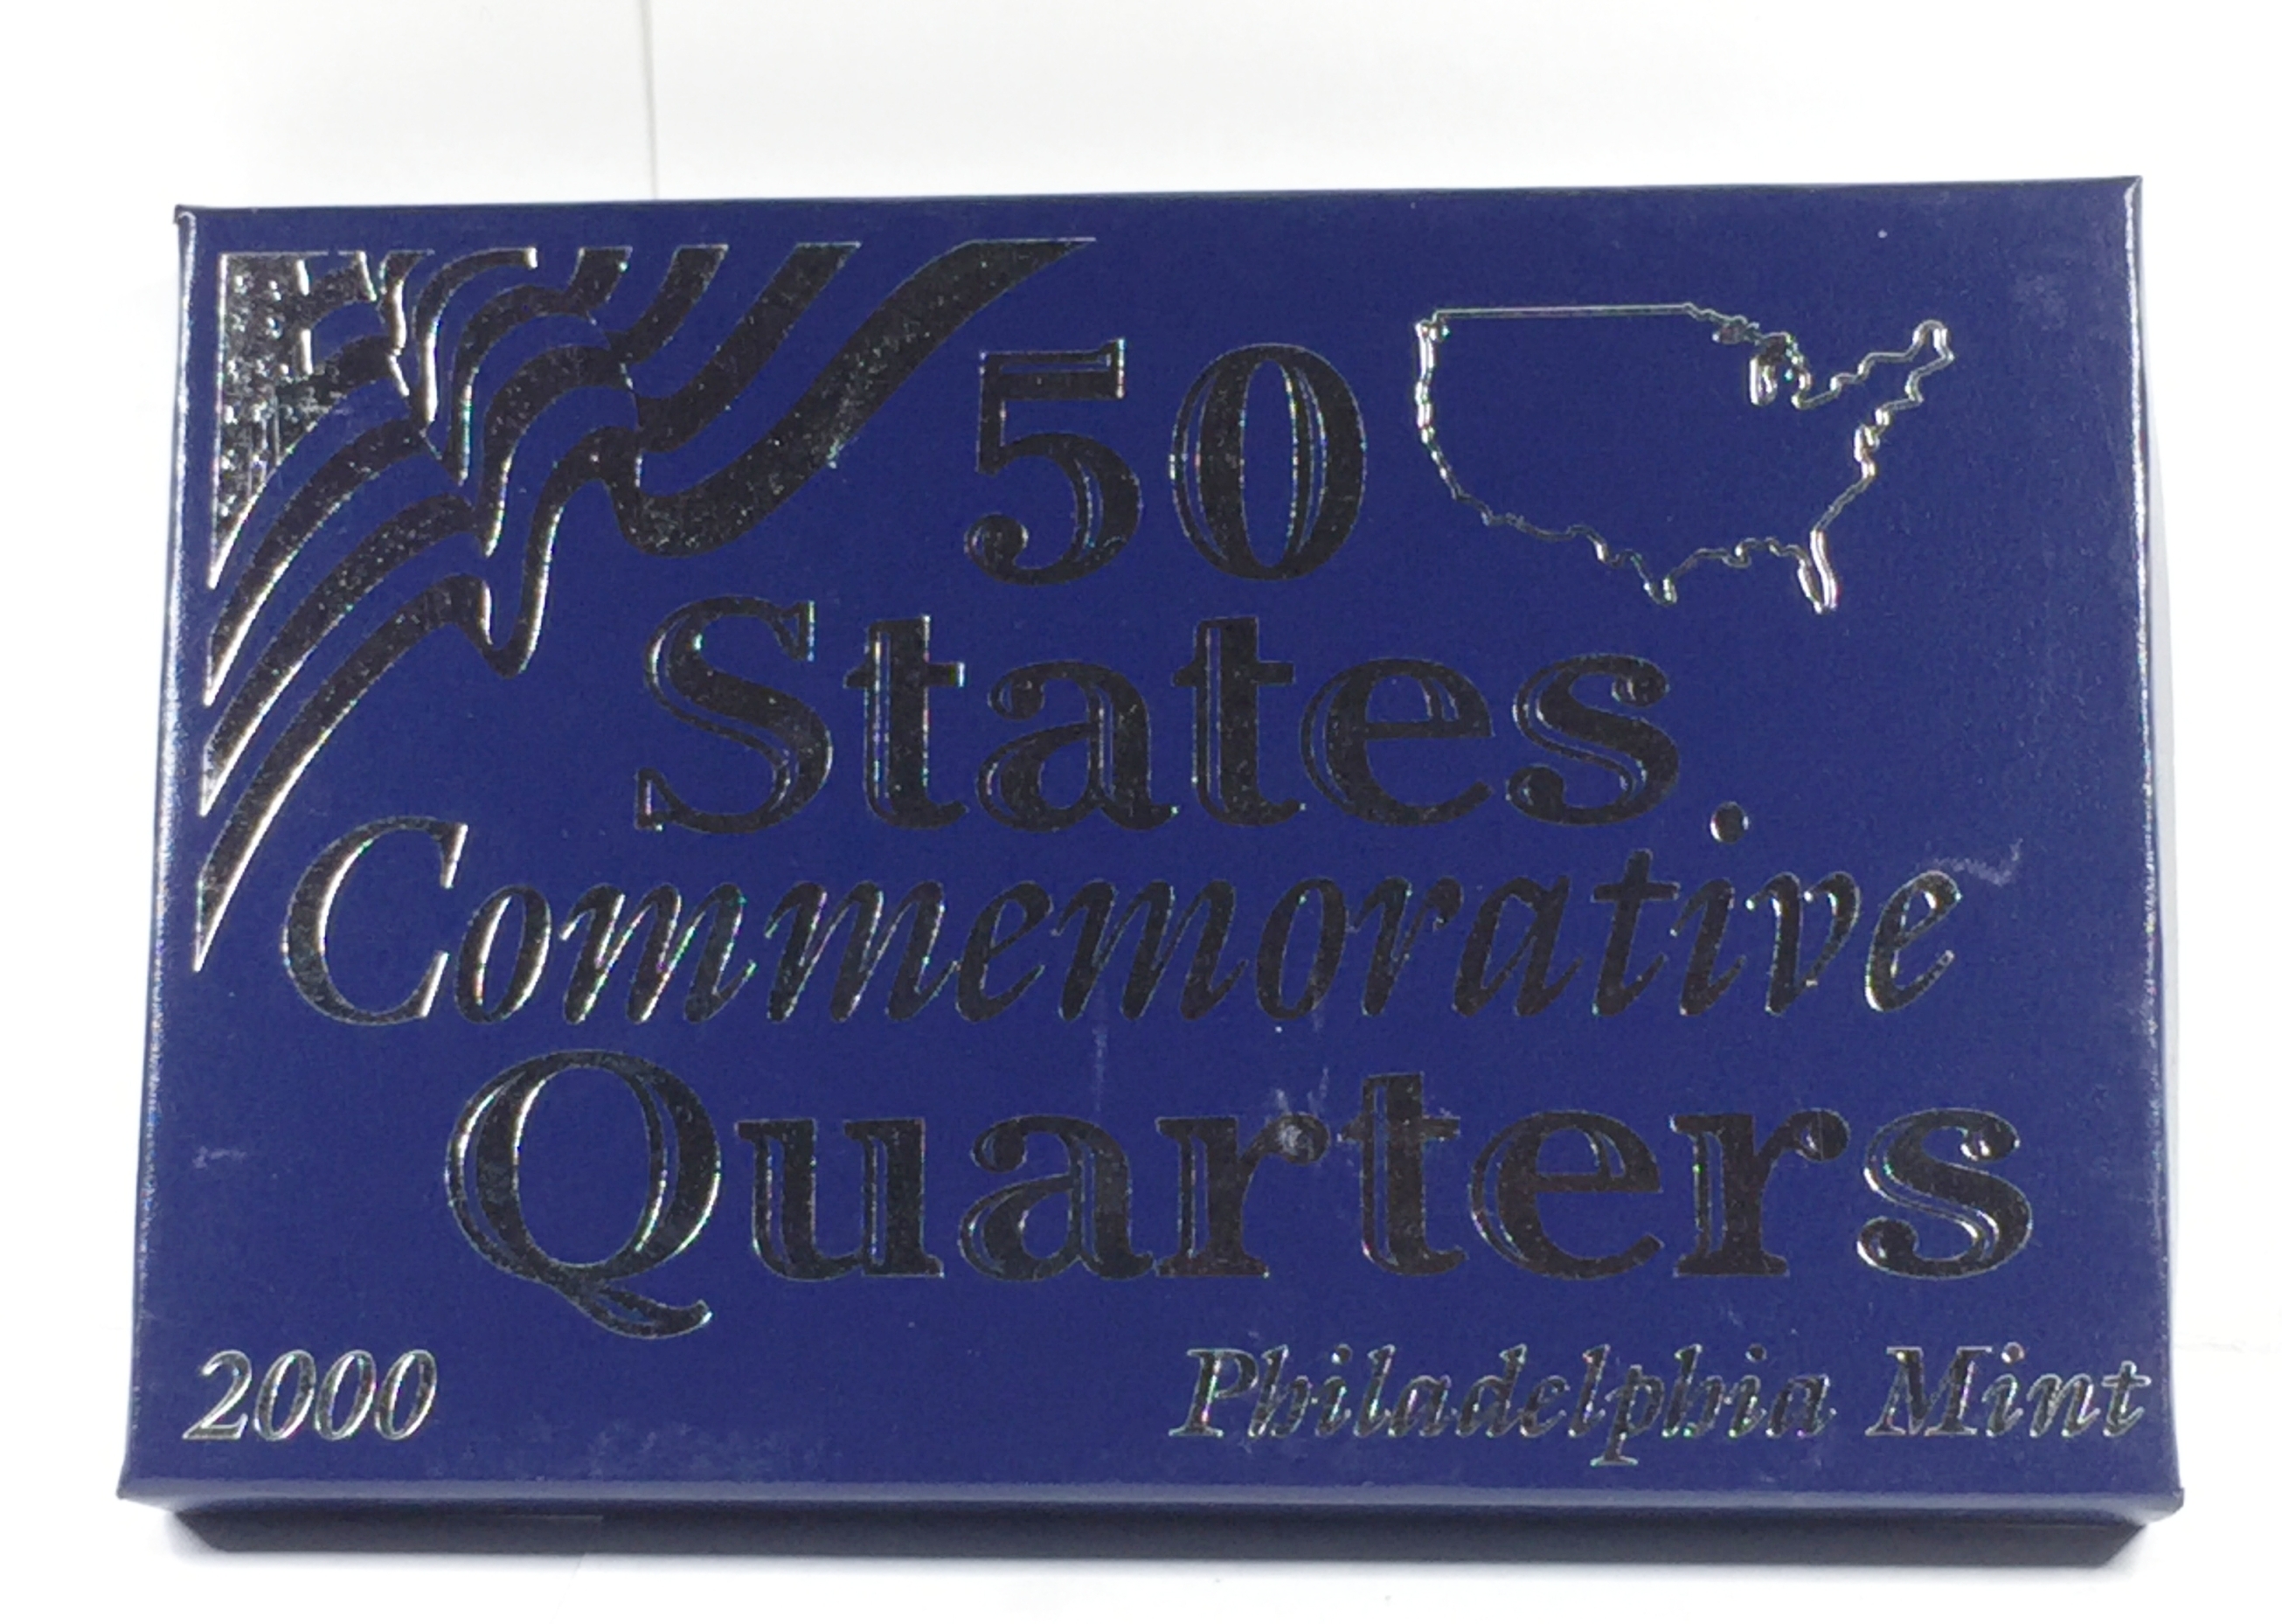 50
States
Commemorative
Quarters
2000 Philadelphia Mint